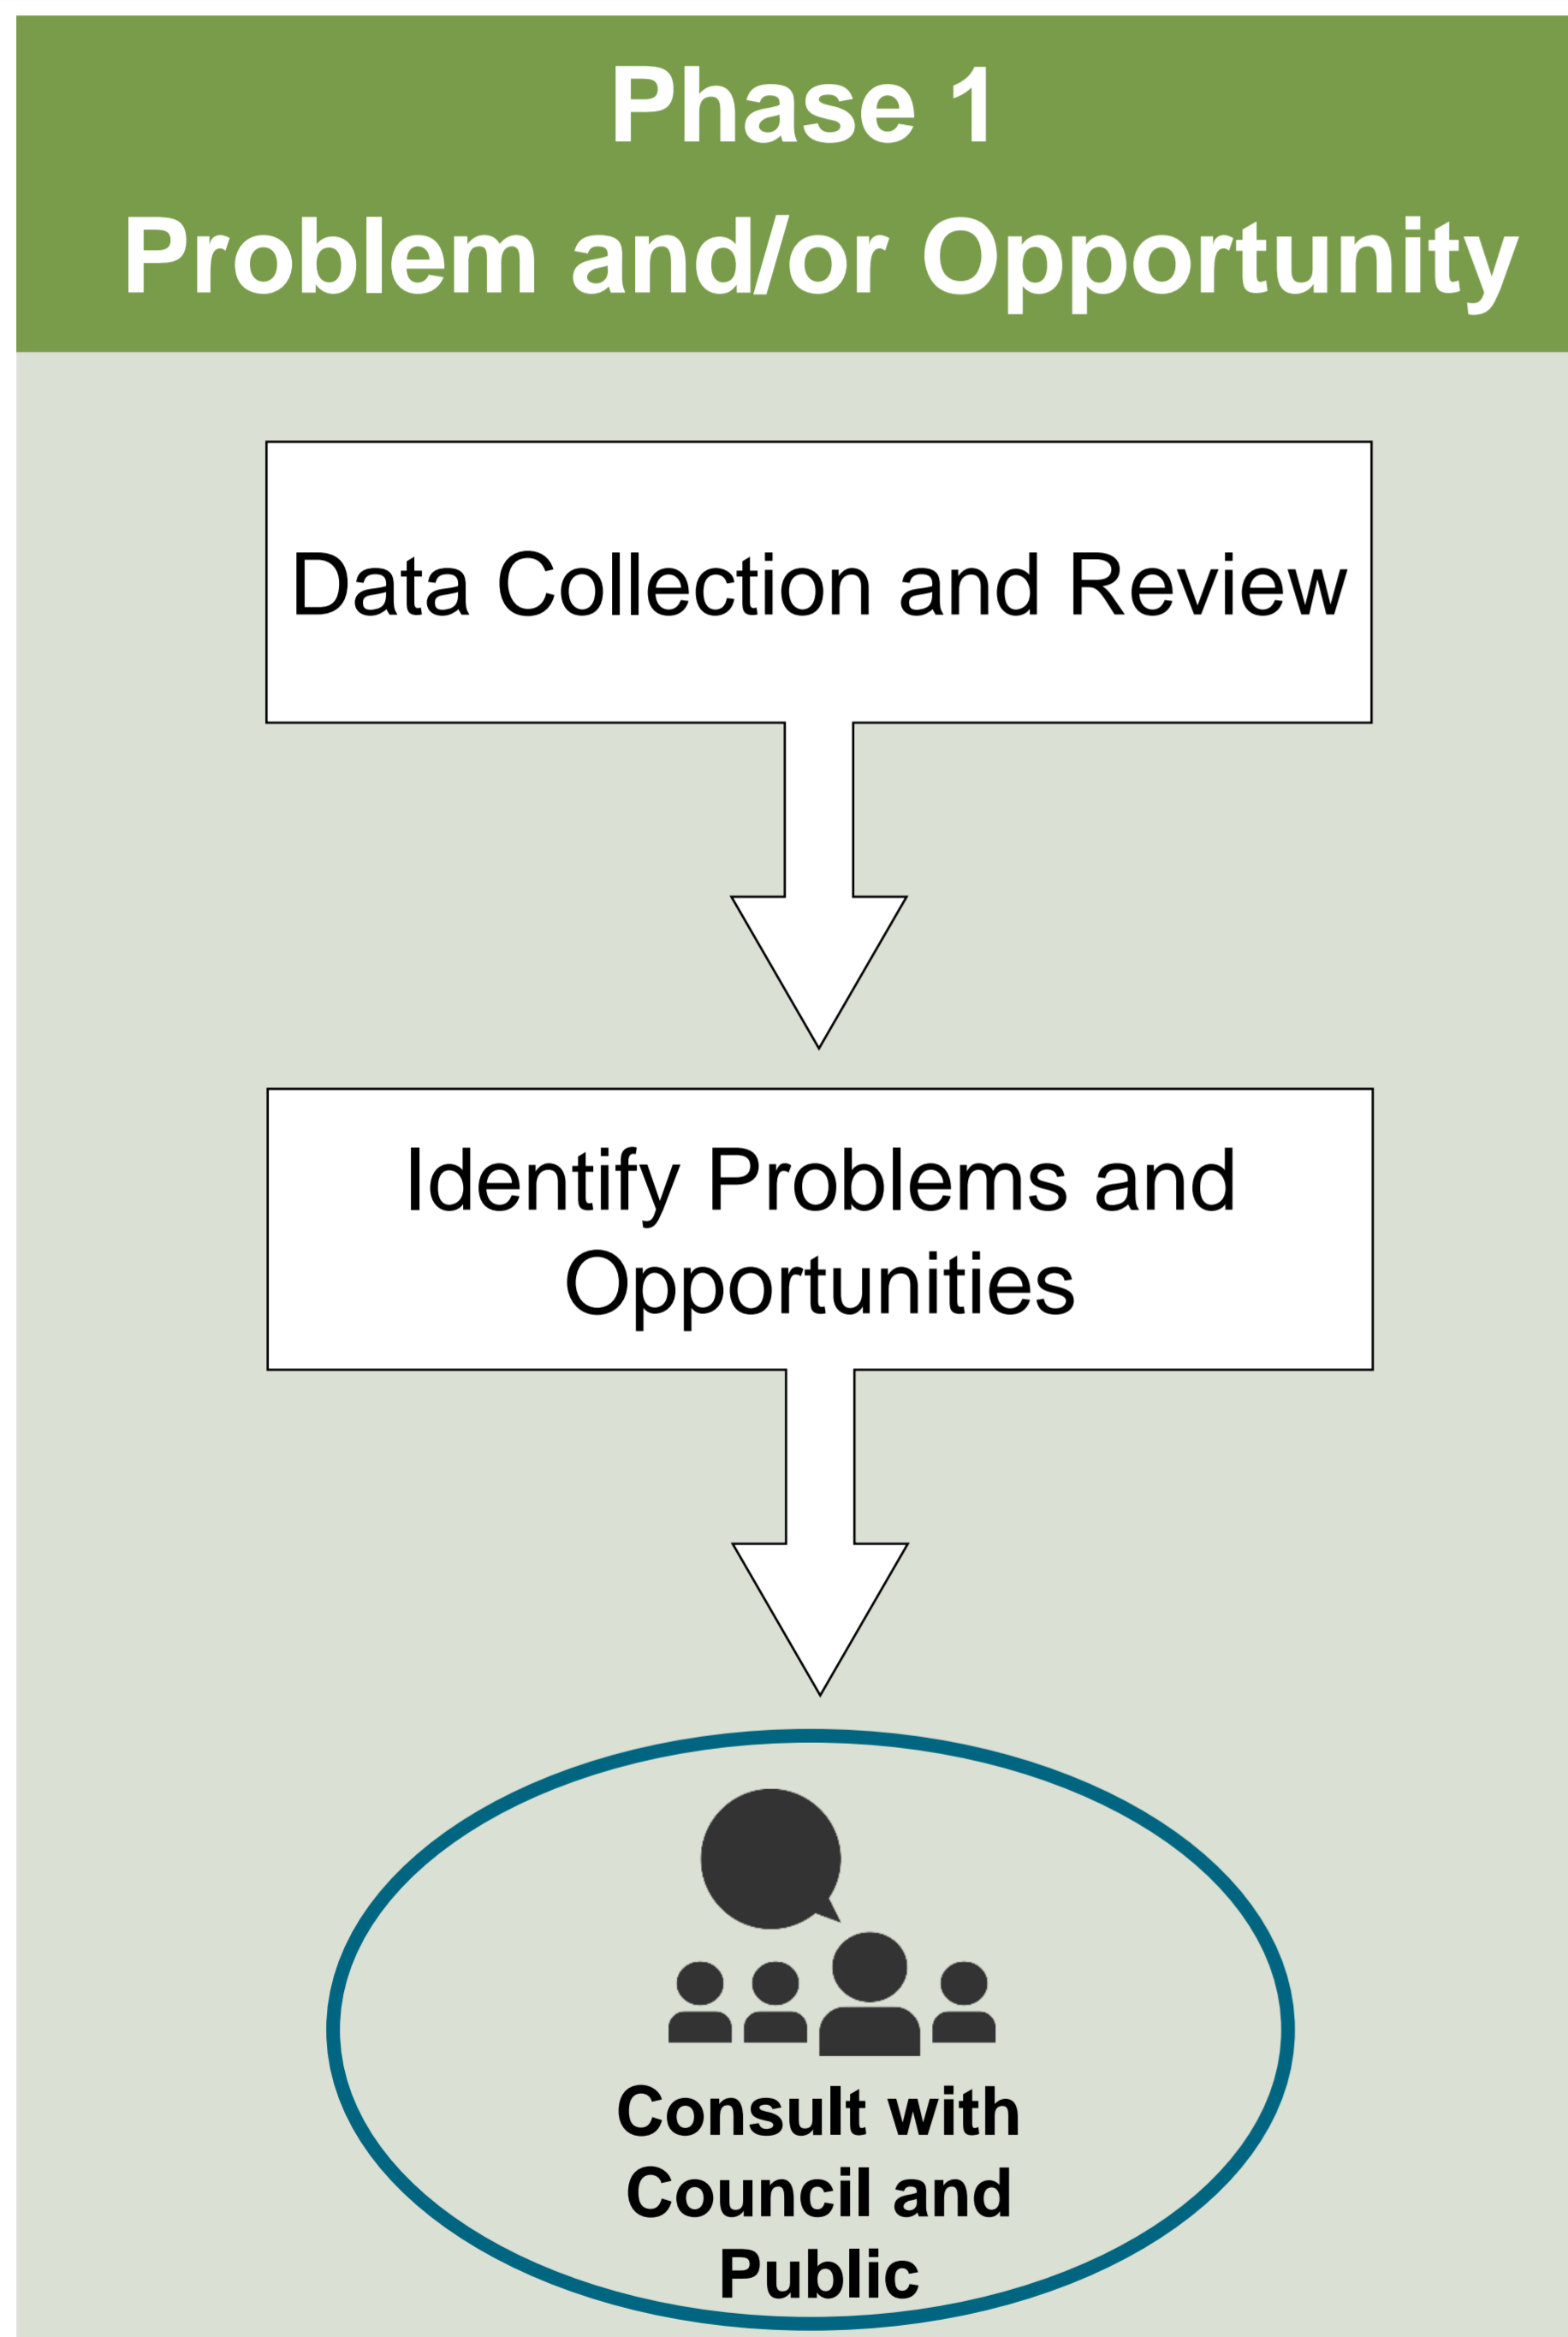 Phase 1
Problem and/or Opportunity
Data Collection and Review
Identify Problems and
Opportunities
Consult with
Council and
Public